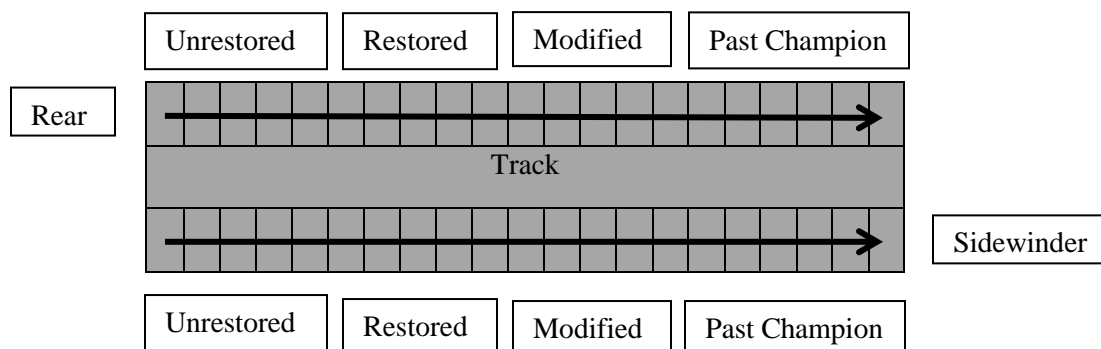 Unrestored Restored Modified Past Champion
Rear
Track
Sidewinder
Unrestored Restored Modified Past Champion